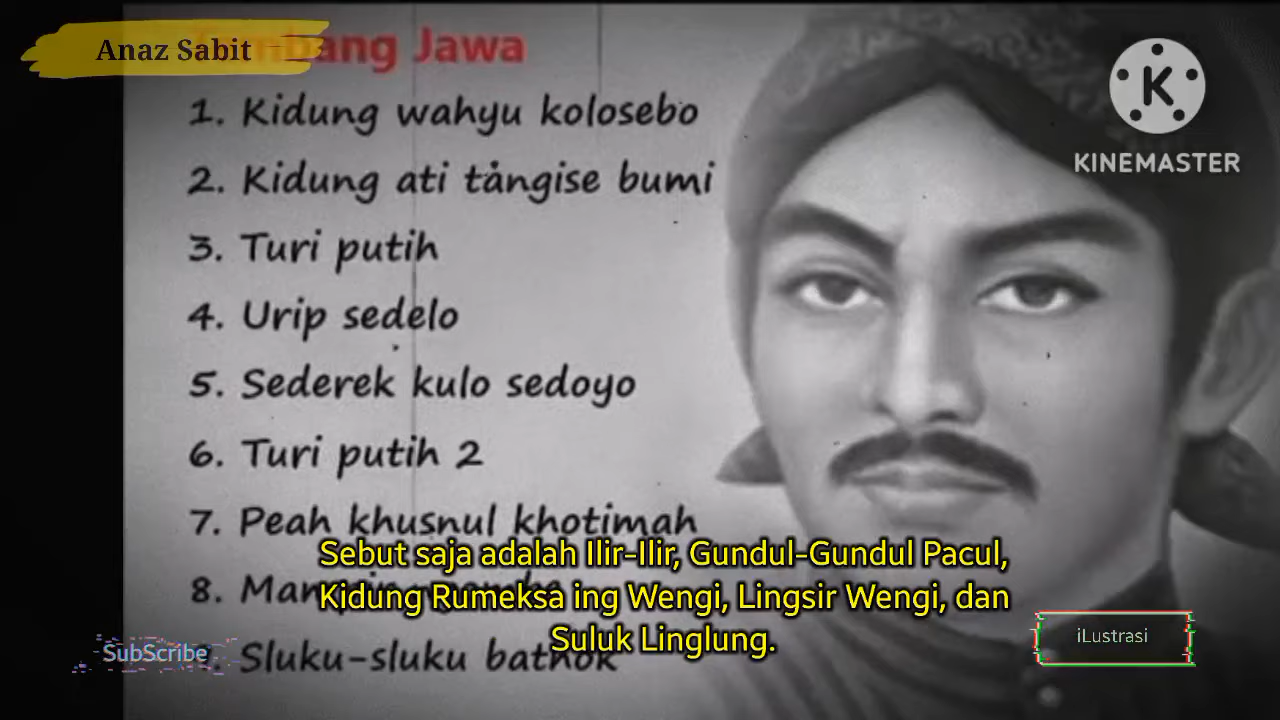 Anaz Sabit
Jawa
KINEMASTER
1. Kidung wahyu kolosebo
2. Kidung ati tangise bumi
3. Turi putih
4. Urip sedelo
5. Sederek kulo sedoyo
6. Turi putih 2
7. Peah khusnul khotimah
8.
Sluku-sluku bathok
Sebut saja adalah Ilir-Ilir, Gundul-Gundul Pacul,
Kidung Rumeksa ing Wengi, Lingsir Wengi, dan
Suluk Linglung.
SubScribe
iLustrasi